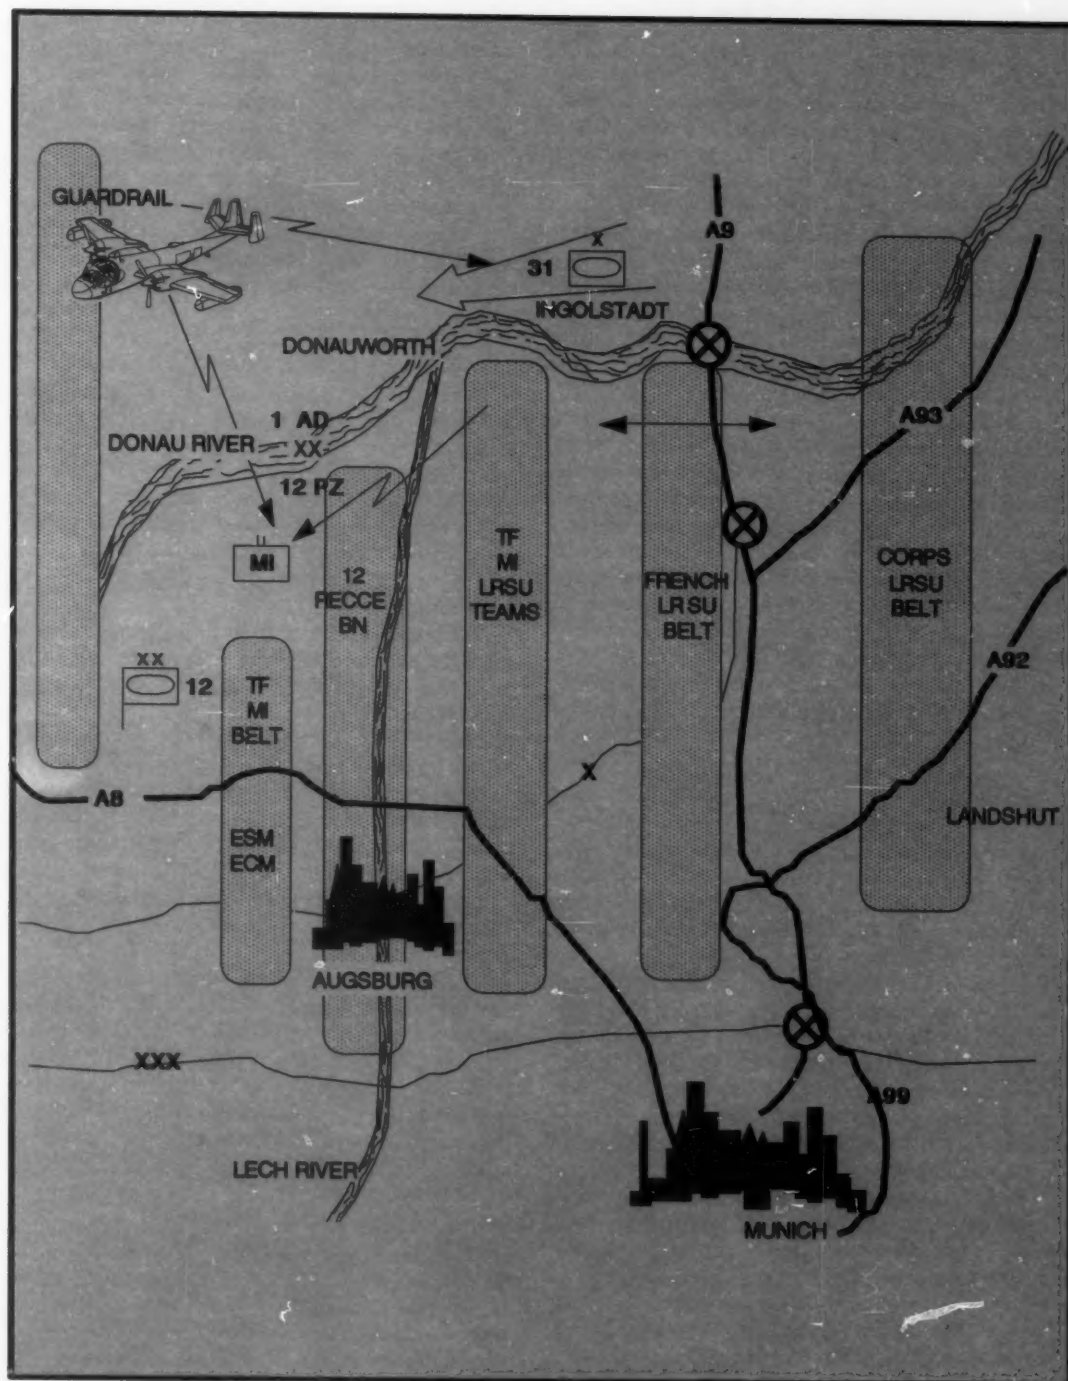 GUARDRAIL
A9
X
31
INGOLSTADT
DONAUWORTH
1 AD
XX
DONAU RIVER
12 PZ
A93
II
MI
12
RECCE
BN
TF
MI
LRSU
TEAMS
FRENCH
LR SU
BELT
CORPS
LRSU
BELT
XX
12
TF
MI
BELT
A92
X
A8
ESM
ECM
LANDSHUT
AUGSBURG
XXX
A99
LECH RIVER
MUNICH